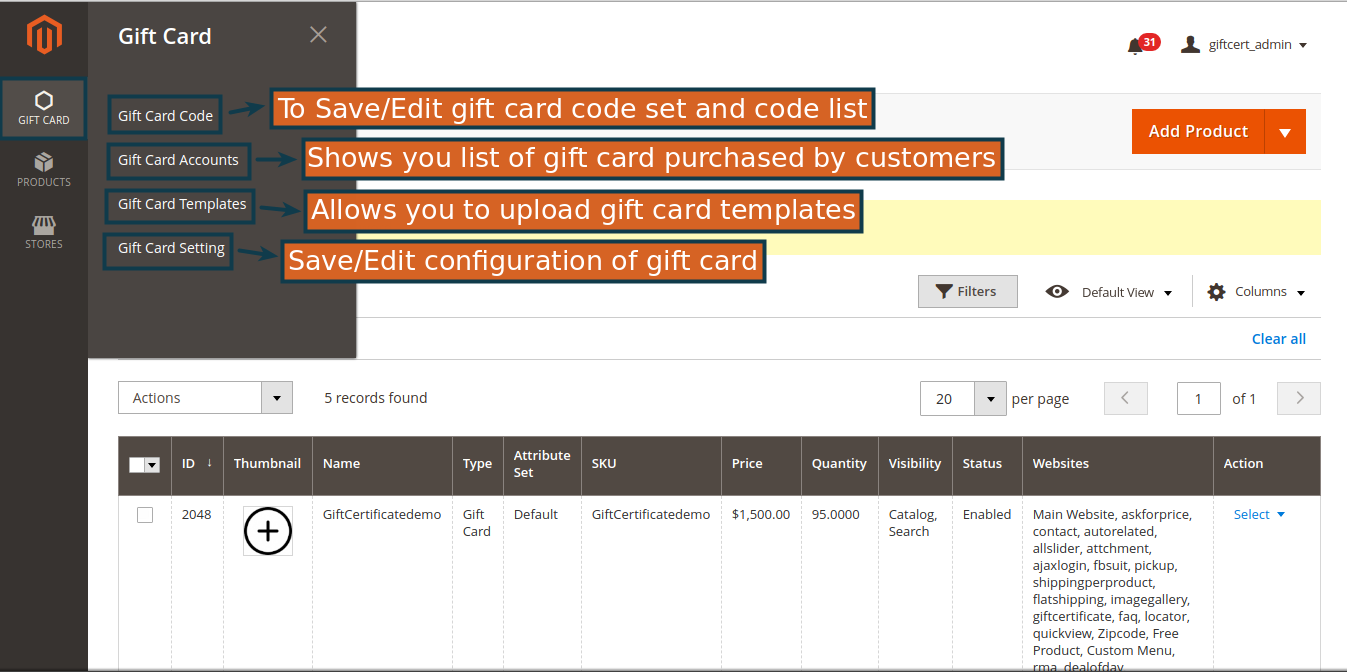 Gift Card
31
giftcert_admin
GIFT CARD
Gift Card Code
To Save/Edit gift card code set and code list
Add Product
Gift Card Accounts
Shows you list of gift card purchased by customers
PRODUCTS
Gift Card Templates
Allows you to upload gift card templates
STORES
Gift Card Setting
Save/Edit configuration of gift card
Filters
Default View
Columns
Clear all
Actions
5 records found
20
per page
1
of 1
ID ↓
Thumbnail
Name
Type
Attribute
Set
SKU
Price
Quantity
Visibility
Status
Websites
Action
2048
GiftCertificatedemo
Gift
Card
Default
GiftCertificatedemo
$1,500.00
95.0000
Catalog,
Search
Enabled
Main Website, askforprice,
contact, autorelated,
allslider, attchment,
ajaxlogin, fbsuit, pickup,
shippingperproduct,
flatshipping, imagegallery,
giftcertificate, faq, locator,
quickview, Zipcode, Free
Product, Custom Menu,
rma, dealofday,
Select